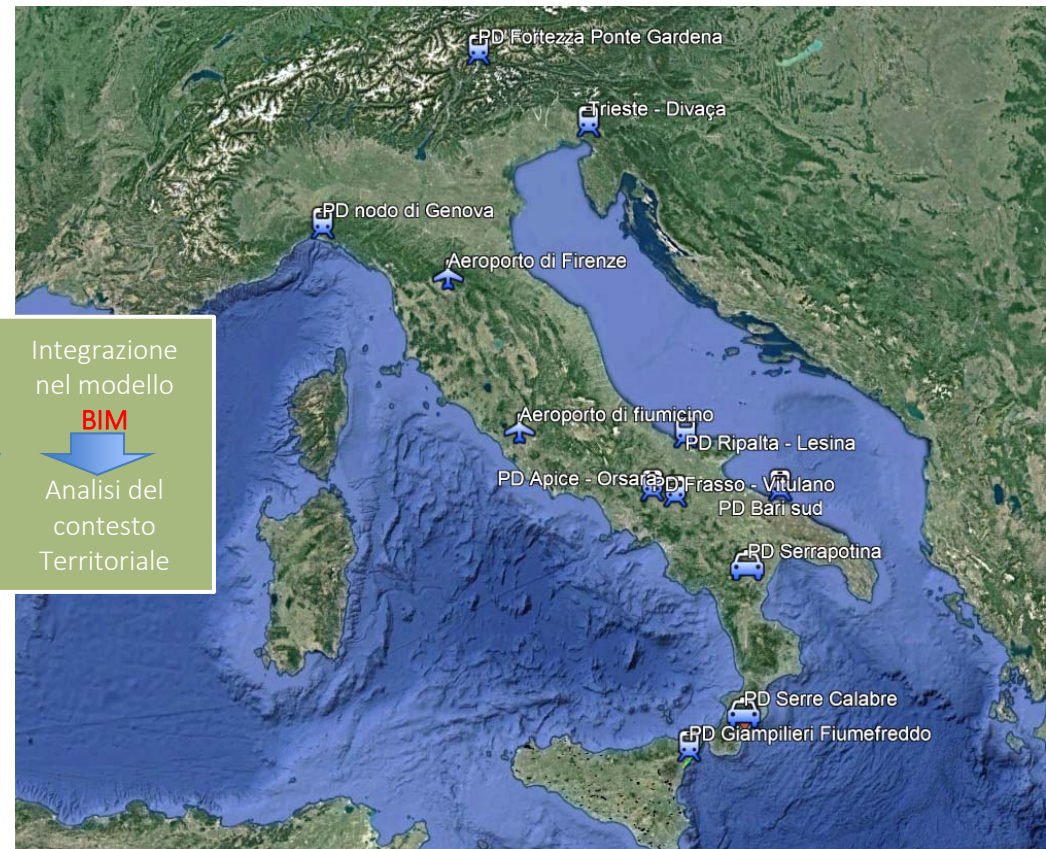 PD Fortezza Ponte Gardena
Trieste - Divaça
PD nodo di Genova
Aeroporto di Firenze
Integrazione
nel modello
BIM
Analisi del
contesto
Territoriale
Aeroporto di fiumicino
PD Ripalta - Lesina
PD Apice - Orsara
PD Frasso - Vitulano
PD Bari sud
PD Serrapotina
PD Serre Calabre
PD Giampilieri Fiumefreddo